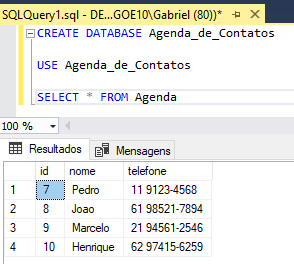 SQLQuery1.sql - DE...GOE10\Gabriel (80))*
CREATE DATABASE Agenda_de_Contatos
USE Agenda_de_Contatos
SELECT * FROM Agenda
100 %
Resultados Mensagens
id nome telefone
1 7 Pedro 11 9123-4568
2 8 Joao 61 98521-7894
3 9 Marcelo 21 94561-2546
4 10 Henrique 62 97415-6259